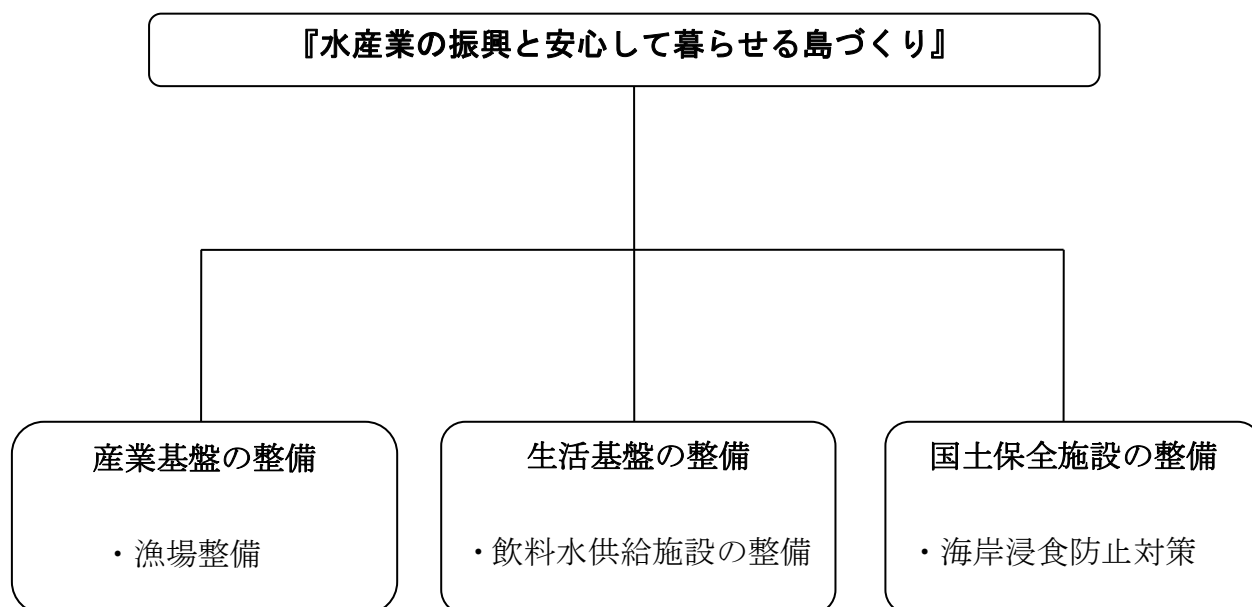 『水産業の振興と安心して暮らせる島づくり』
産業基盤の整備
・漁場整備
生活基盤の整備
・飲料水供給施設の整備
国土保全施設の整備
・海岸浸食防止対策